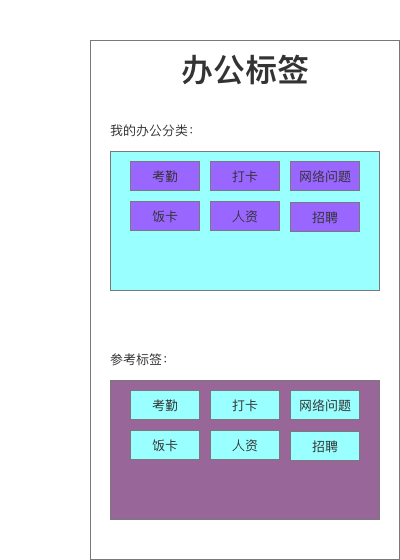 办公标签
我的办公分类：
考勤 打卡 网络问题
饭卡 人资 招聘
参考标签：
考勤 打卡 网络问题
饭卡 人资 招聘